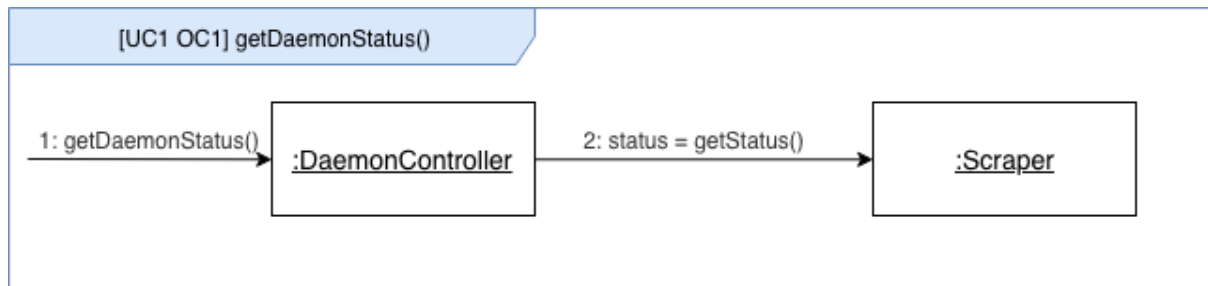 [UC1 OC1] getDaemonStatus()
1: getDaemonStatus()
:DaemonController
2: status = getStatus()
:Scraper